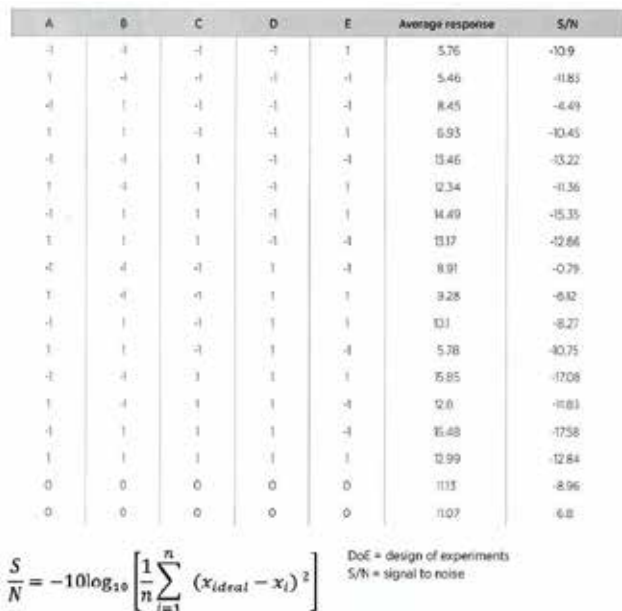 A B C D E Average response S/N
-1 -1 -1 -1 1 5.76 -10.9
1 -1 -1 -1 -1 5.46 -11.83
-1 1 -1 -1 -1 8.45 -4.49
1 1 -1 -1 1 6.93 -10.45
-1 -1 1 -1 -1 13.46 -13.22
1 -1 1 -1 1 12.34 -11.36
-1 1 1 -1 1 14.49 -15.35
1 1 1 -1 -1 13.17 -12.66
-1 -1 -1 1 -1 8.91 -0.79
1 -1 -1 1 1 9.28 -6.12
-1 1 -1 1 1 10.1 -8.27
1 1 -1 1 -1 5.78 -10.75
-1 -1 1 1 1 15.85 -17.08
1 -1 1 1 -1 12.8 -11.83
-1 1 1 1 -1 -17.58
1 1 1 1 1 12.99 -12.84
0 0 0 0 0 11.13 -8.96
0 0 0 0 0 11.07 6.8
S/N = -10log₁₀ [1/n ∑ⁿᵢ₌₁ (x_ideal − x_i)²]
DoE = design of experiments
S/N = signal to noise